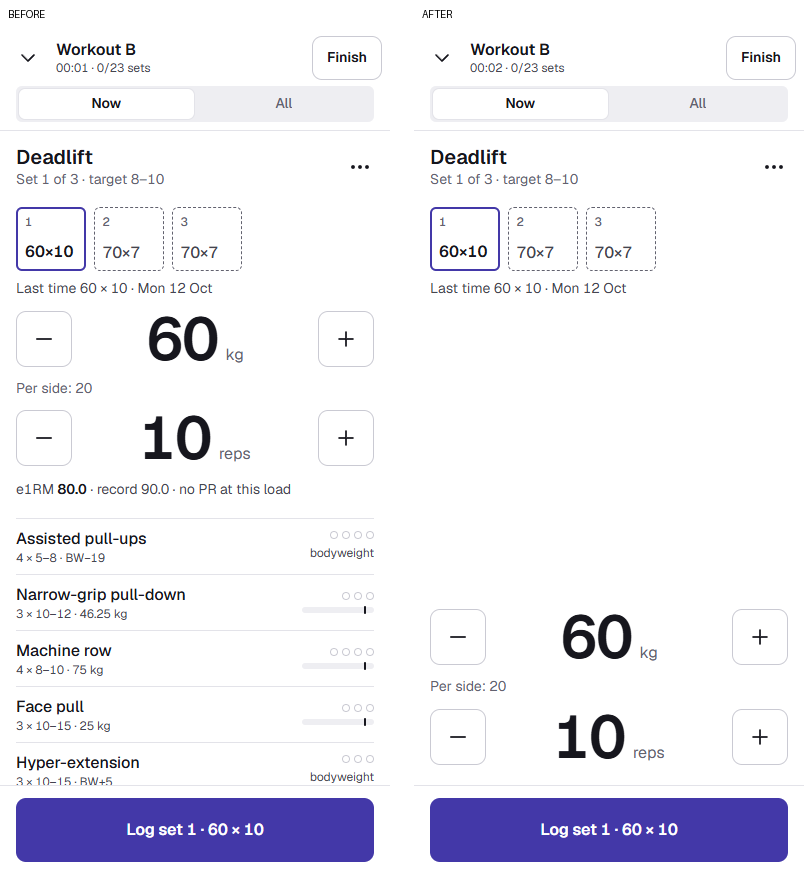 BEFORE
Workout B
00:01 · 0/23 sets
Finish
Now
All
Deadlift
Set 1 of 3 · target 8–10
1
60×10
2
70×7
3
70×7
Last time 60 × 10 · Mon 12 Oct
60 kg
Per side: 20
10 reps
e1RM 80.0 · record 90.0 · no PR at this load
Assisted pull-ups
4 × 5–8 · BW−19
bodyweight
Narrow-grip pull-down
3 × 10–12 · 46.25 kg
Machine row
4 × 8–10 · 75 kg
Face pull
3 × 10–15 · 25 kg
Hyper-extension
3 × 10–15 · BW+5
bodyweight
Log set 1 · 60 × 10
AFTER
Workout B
00:02 · 0/23 sets
Finish
Now
All
Deadlift
Set 1 of 3 · target 8–10
1
60×10
2
70×7
3
70×7
Last time 60 × 10 · Mon 12 Oct
60 kg
Per side: 20
10 reps
Log set 1 · 60 × 10